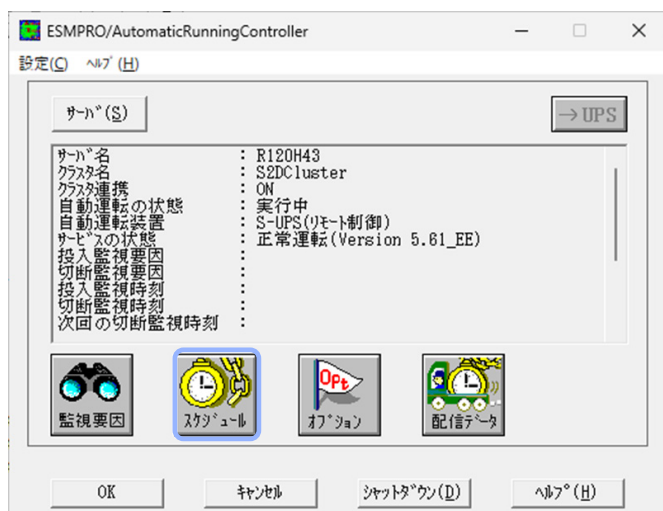 ESMPRO/AutomaticRunningController
設定(C) ヘルプ(H)
サーバ(S)
→UPS
サーバ名 : R120H43
クラスタ名 : S2DCluster
クラスタ連携 : ON
自動運転の状態 : 実行中
自動運転装置 : S-UPS(リモート制御)
サービスの状態 : 正常運転(Version 5.61_EE)
投入監視要因 :
切断監視要因 :
投入監視時刻 :
切断監視時刻 :
次回の切断監視時刻 :
OPt
監視要因
スケジュール
オプション
配信データ
OK
キャンセル
シャットダウン(D)
ヘルプ(H)